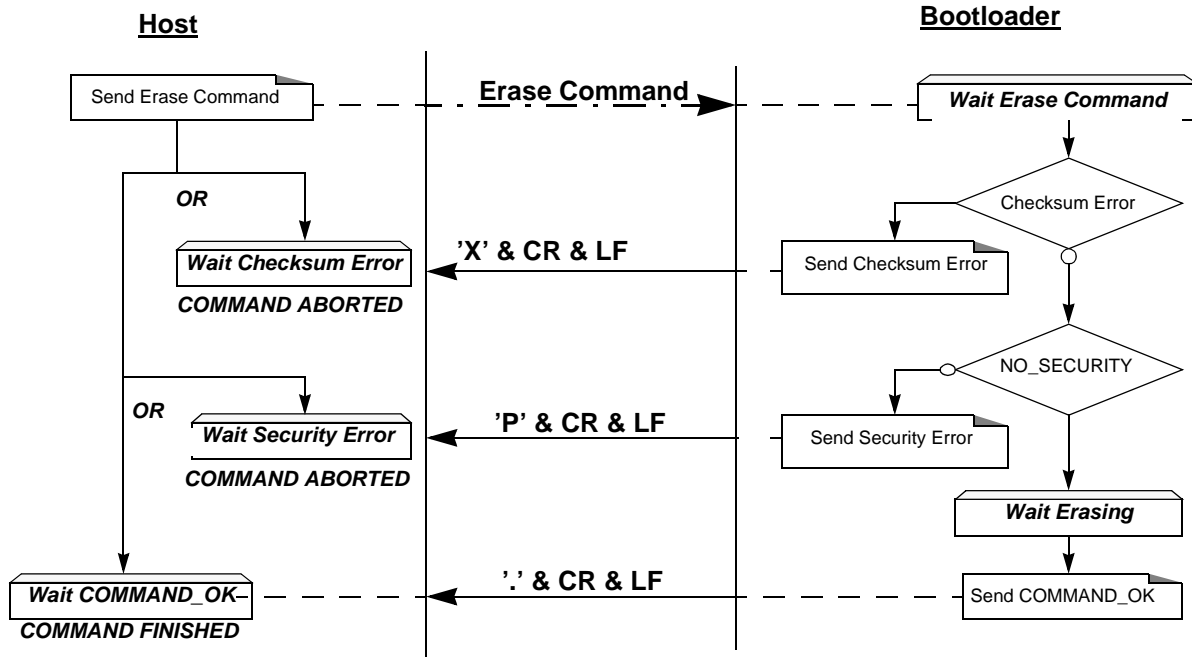 Host
Bootloader
Send Erase Command
Erase Command
Wait Erase Command
OR
Checksum Error
Wait Checksum Error
’X’ & CR & LF
Send Checksum Error
COMMAND ABORTED
NO_SECURITY
OR
Wait Security Error
’P’ & CR & LF
Send Security Error
COMMAND ABORTED
Wait Erasing
Wait COMMAND_OK
’.’ & CR & LF
Send COMMAND_OK
COMMAND FINISHED